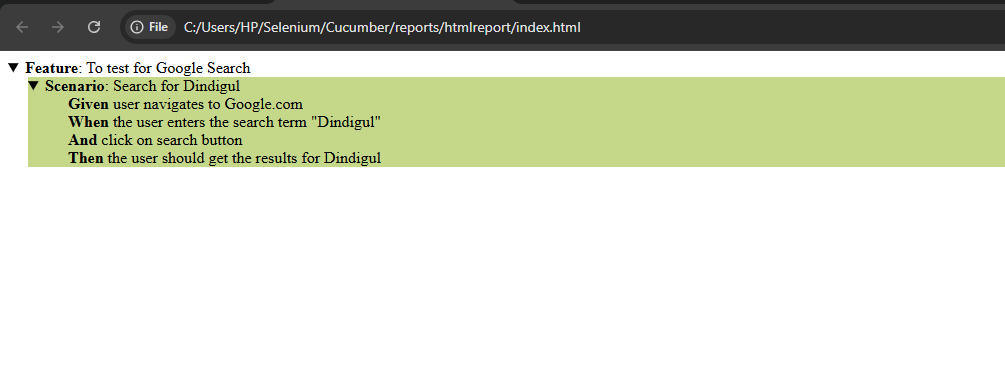 File C:/Users/HP/Selenium/Cucumber/reports/htmlreport/index.html
Feature: To test for Google Search
Scenario: Search for Dindigul
Given user navigates to Google.com
When the user enters the search term "Dindigul"
And click on search button
Then the user should get the results for Dindigul